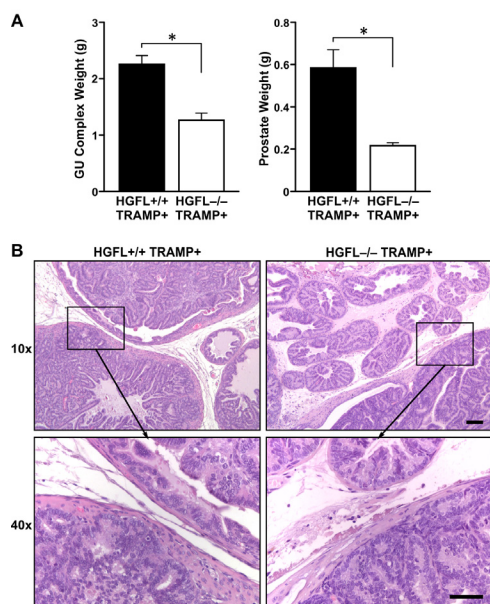 A
GU Complex Weight (g)
3
2
1
0
*
HGFL+/+
TRAMP+
HGFL–/–
TRAMP+
Prostate Weight (g)
0.8
0.6
0.4
0.2
0
*
HGFL+/+
TRAMP+
HGFL–/–
TRAMP+
B
HGFL+/+ TRAMP+
HGFL–/– TRAMP+
10x
40x